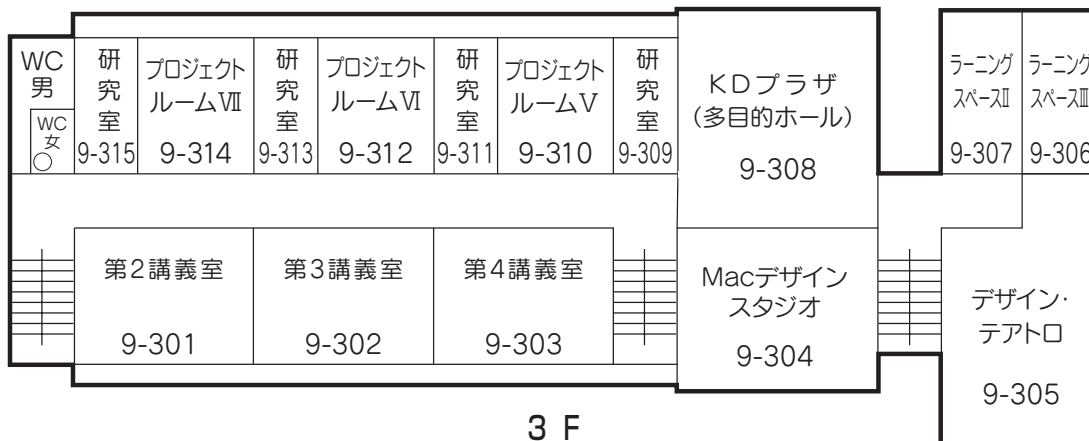 WC
男
WC
女
研究室
9-315
プロジェクト
ルームⅦ
9-314
研究室
9-313
プロジェクト
ルームⅥ
9-312
研究室
9-311
プロジェクト
ルームⅤ
9-310
研究室
9-309
KDプラザ
(多目的ホール)
9-308
ラーニング
スペースⅡ
9-307
ラーニング
スペースⅢ
9-306
第2講義室
9-301
第3講義室
9-302
第4講義室
9-303
Macデザイン
スタジオ
9-304
デザイン・
テアトロ
9-305
3 F